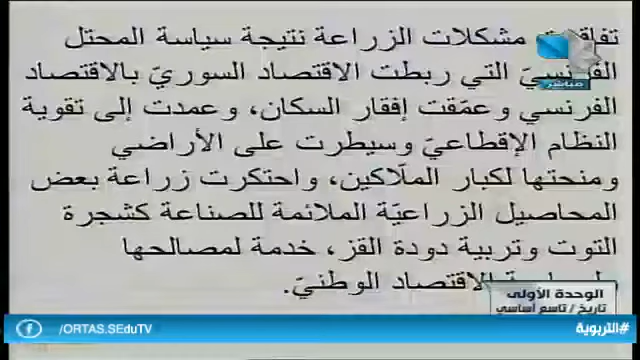 مشكلات الزراعة نتيجة سياسة المحتل
الفرنسيّ التي ربطت الاقتصاد السوريّ بالاقتصاد
الفرنسي وعمّقت إفقار السكان، وعمدت إلى تقوية
النظام الإقطاعيّ وسيطرت على الأراضي
ومنحتها لكبار الملّاكين، واحتكرت زراعة بعض
المحاصيل الزراعيّة الملائمة للصناعة كشجرة
التوت وتربية دودة القز، خدمة لمصالحها
الاقتصاد الوطنيّ.
مباشر
الوحدة الأولى
تاريخ / تاسع أساسي
#التربوية
/ORTAS.SEduTV